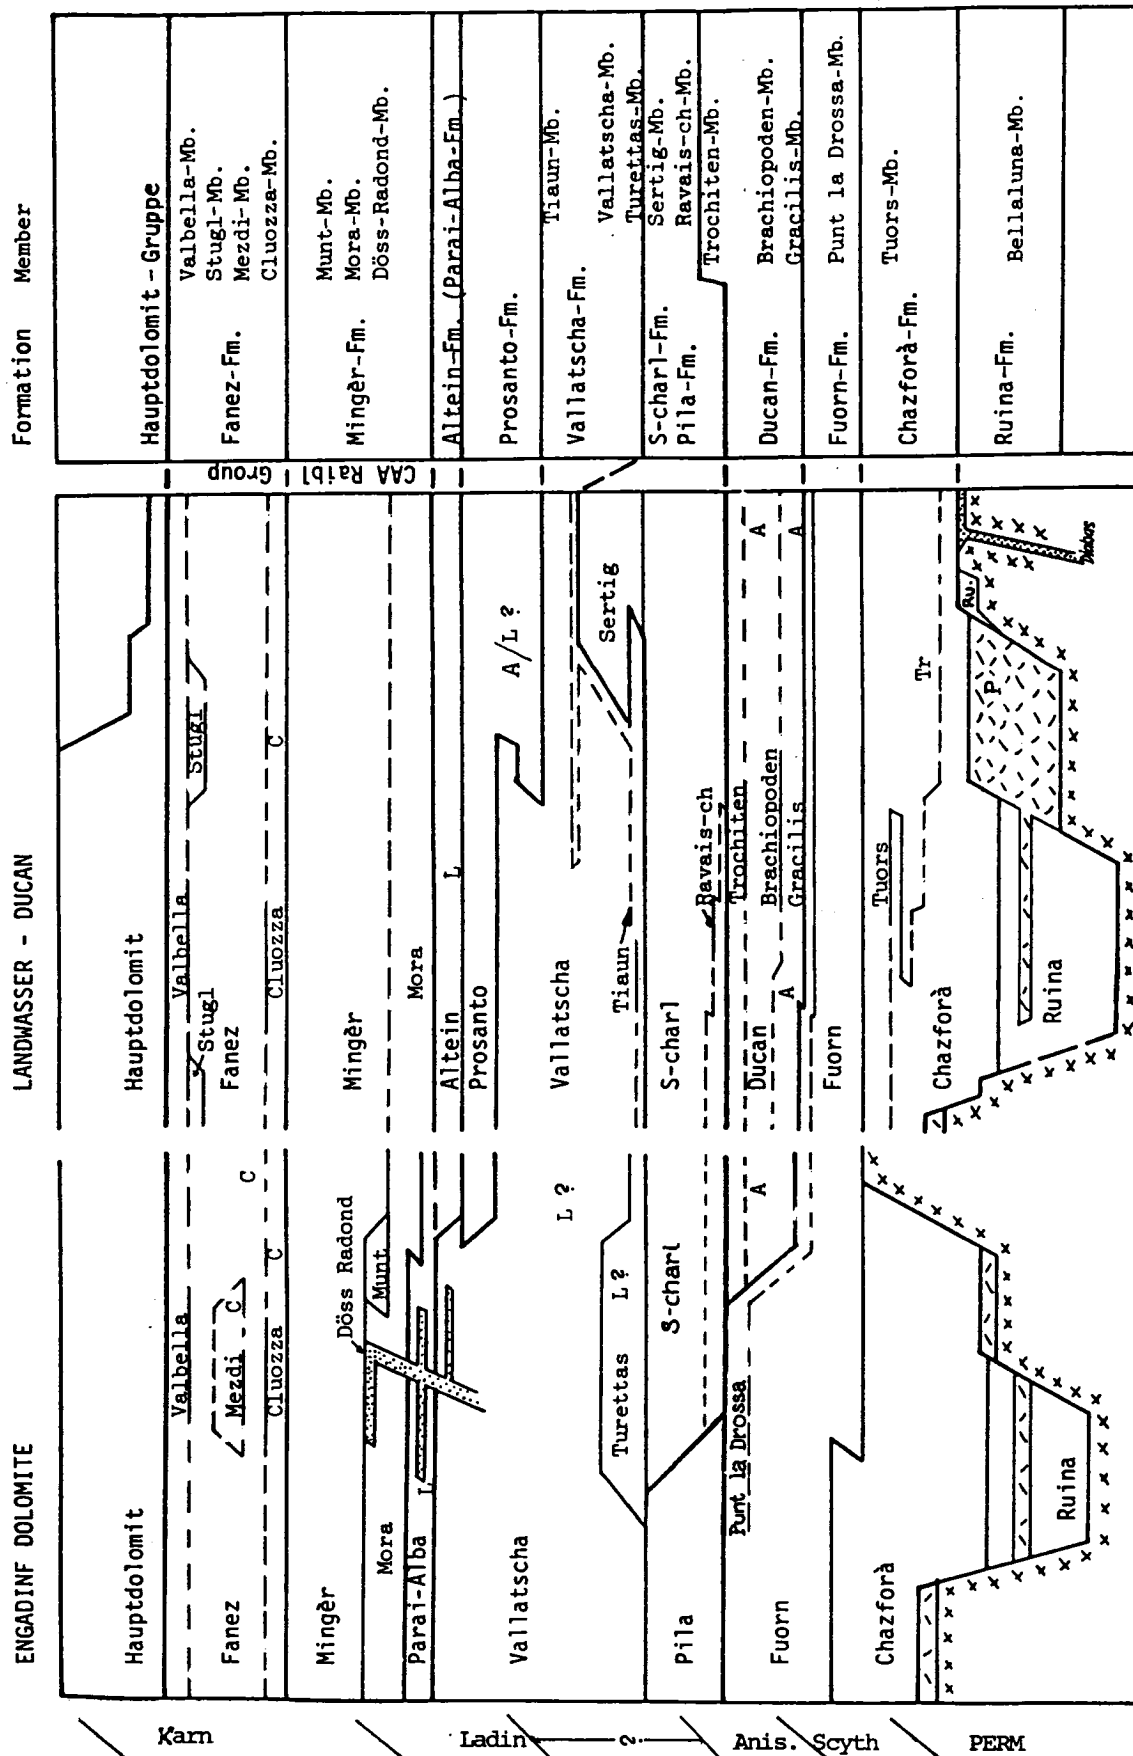 ENGADINF DOLOMITE
LANDWASSER - DUCAN
Formation Member
Hauptdolomit
Valbella
Fanez
Mezdi
C
C
C
Cluozza
Mingèr
Döss Radond
Munt
Mora
Parai-Alba
L
Vallatscha
L ?
Turettas L ?
Pila
S-charl
Punt la Drossa
A
Fuorn
Chazforà
Ruina
Hauptdolomit
Valbella
Stugl
Stugl
Fanez
Cluozza
C
Mingèr
Mora
Altein
L
Prosanto
A/L ?
Vallatscha
Sertig
Tiaun
S-charl
Ravais-ch
Trochiten
Ducan
Brachiopoden
A
Gracilis
A
A
Fuorn
Tuors
Tr
Chazforà
P
Ru.
Ruina
Diabas
CAA Raibl
Group
Hauptdolomit-Gruppe
Fanez-Fm.
Valbella-Mb.
Stugl-Mb.
Mezdi-Mb.
Cluozza-Mb.
Mingèr-Fm.
Munt-Mb.
Mora-Mb.
Döss-Radond-Mb.
Altein-Fm. (Parai-Alba-Fm.)
Prosanto-Fm.
Vallatscha-Fm.
Tiaun-Mb.
Vallatscha-Mb.
Turettas-Mb.
S-charl-Fm.
Sertig-Mb.
Pila-Fm.
Ravais-ch-Mb.
Trochiten-Mb.
Ducan-Fm.
Brachiopoden-Mb.
Gracilis-Mb.
Fuorn-Fm.
Punt la Drossa-Mb.
Chazforà-Fm.
Tuors-Mb.
Ruina-Fm.
Bellaluna-Mb.
Karn
Ladin
2
Anis.
Scyth
PERM